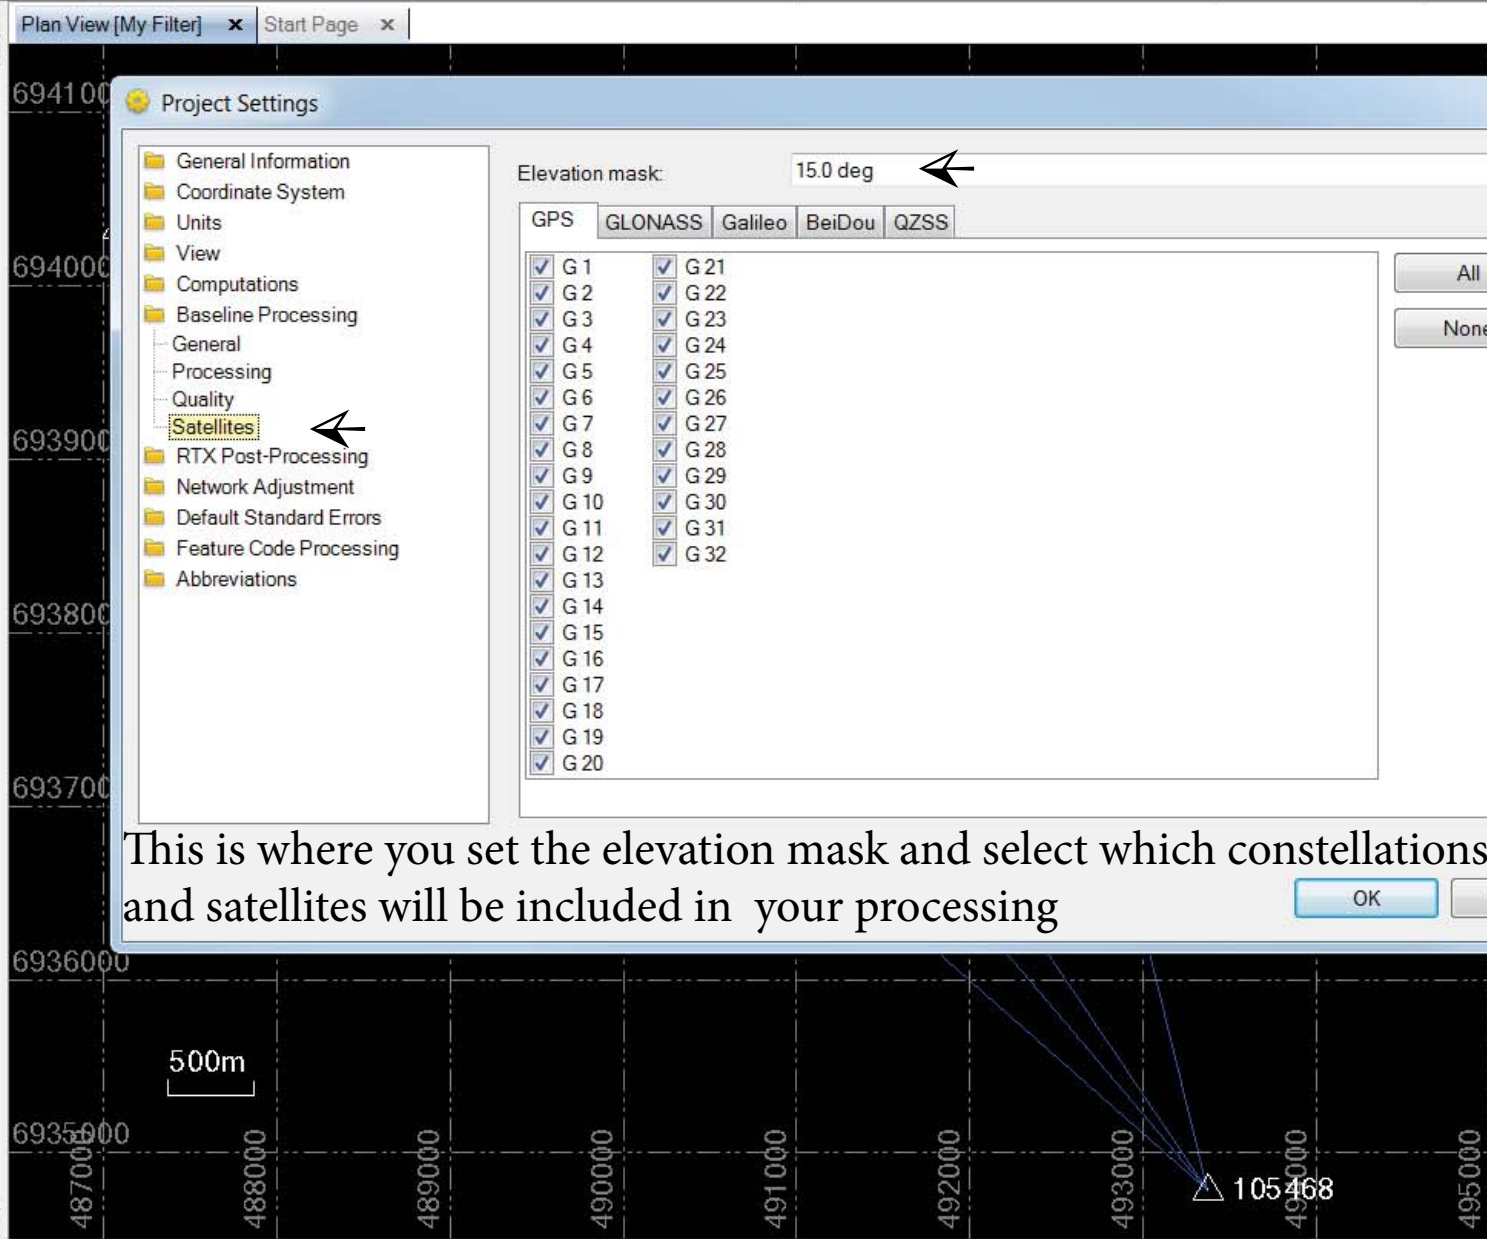 Plan View [My Filter] x Start Page x
Project Settings
General Information
Coordinate System
Units
View
Computations
Baseline Processing
General
Processing
Quality
Satellites
RTX Post-Processing
Network Adjustment
Default Standard Errors
Feature Code Processing
Abbreviations
Elevation mask: 15.0 deg
GPS GLONASS Galileo BeiDou QZSS
G 1 G 21
G 2 G 22
G 3 G 23
G 4 G 24
G 5 G 25
G 6 G 26
G 7 G 27
G 8 G 28
G 9 G 29
G 10 G 30
G 11 G 31
G 12 G 32
G 13
G 14
G 15
G 16
G 17
G 18
G 19
G 20
All
None
This is where you set the elevation mask and select which constellations
and satellites will be included in your processing
OK
694100
694000
693900
693800
693700
6936000
500m
6935000
487000 488000 489000 490000 491000 492000 493000 494000 495000
105468